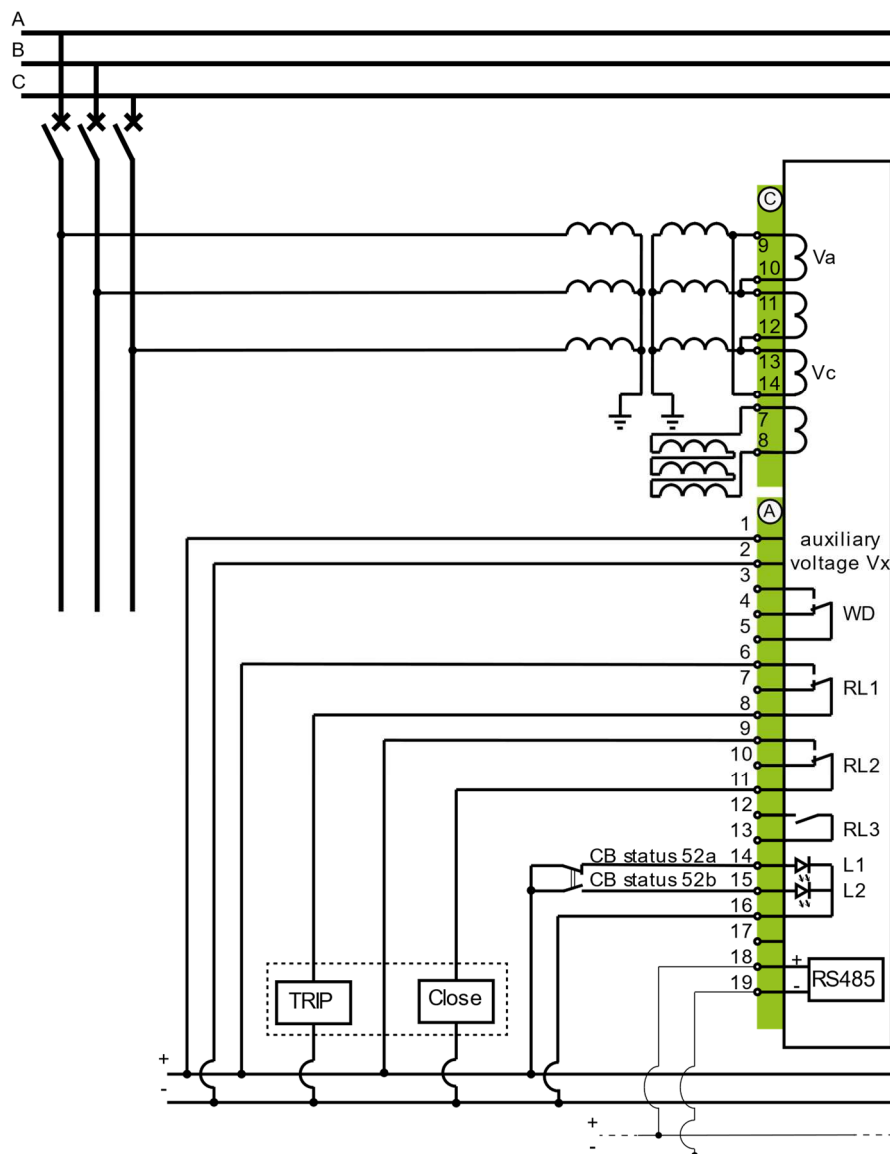 A
B
C
C
9
Va
10
11
12
13
Vc
14
7
8
A
1
auxiliary
2
voltage Vx
3
4
WD
5
6
7
RL1
8
9
10
RL2
11
12
13
RL3
CB status 52a
14
L1
CB status 52b
15
L2
16
17
18
+
RS485
19
-
TRIP
Close
+
-
+
-